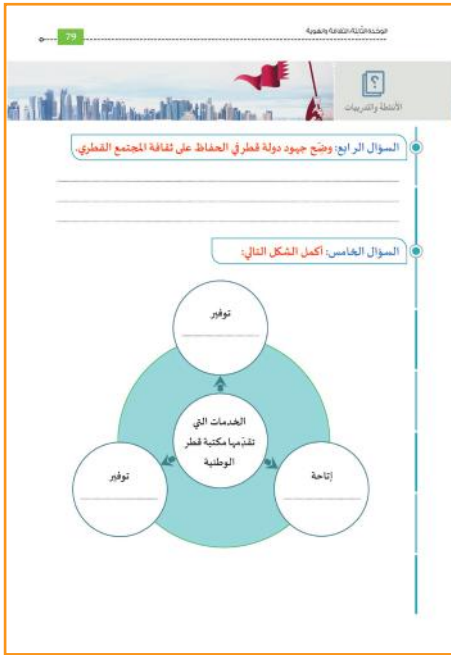 الوحدة الثالثة: الثقافة والهوية
79
الأنشطة والتدريبات
السؤال الرابع: وضّح جهود دولة قطر في الحفاظ على ثقافة المجتمع القطري.
السؤال الخامس: أكمل الشكل التالي:
توفير
الخدمات التي
تقدّمها مكتبة قطر
الوطنية
إتاحة
توفير